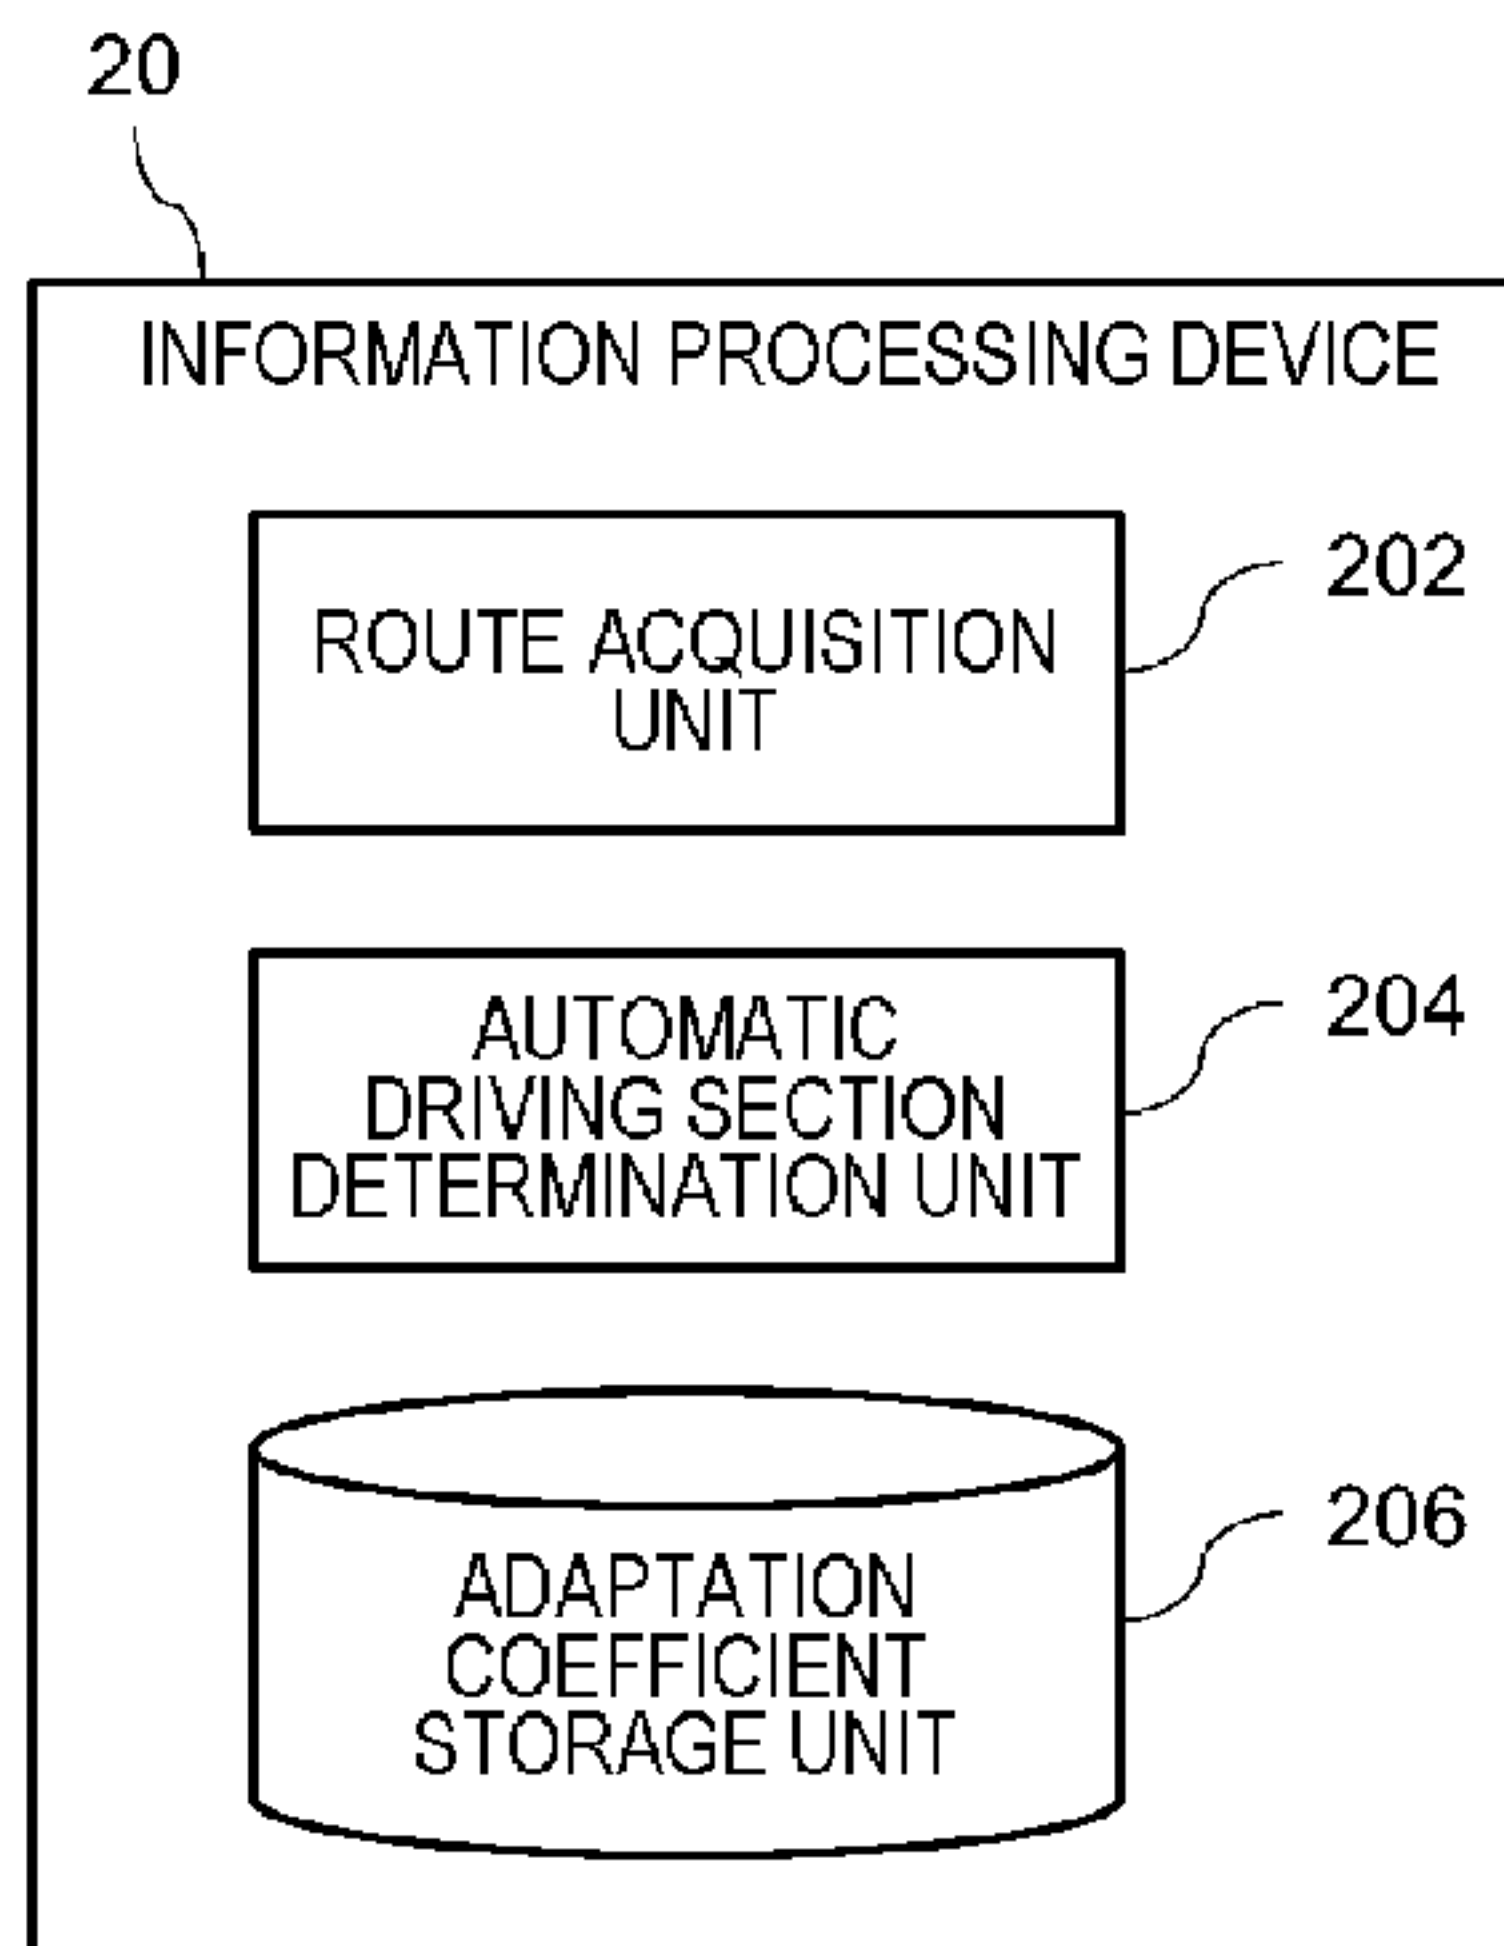 20
INFORMATION PROCESSING DEVICE
202
ROUTE ACQUISITION
UNIT
204
AUTOMATIC
DRIVING SECTION
DETERMINATION UNIT
206
ADAPTATION
COEFFICIENT
STORAGE UNIT